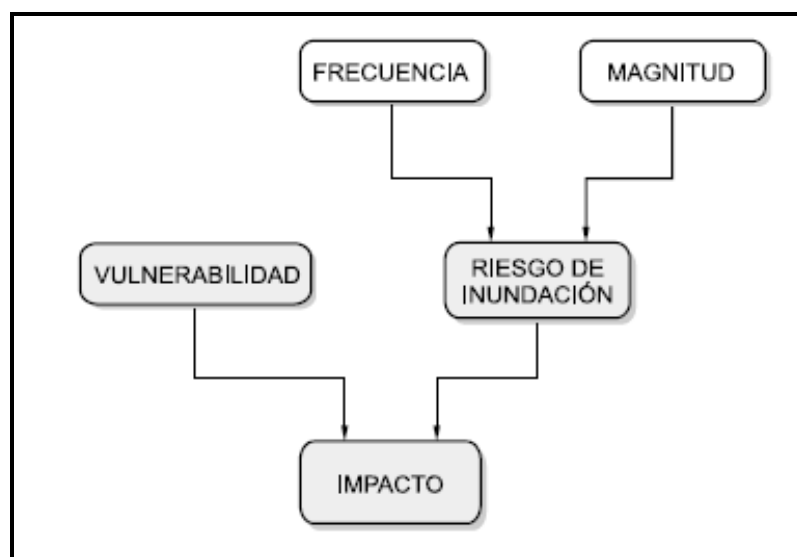 FRECUENCIA
MAGNITUD
VULNERABILIDAD
RIESGO DE
INUNDACIÓN
IMPACTO